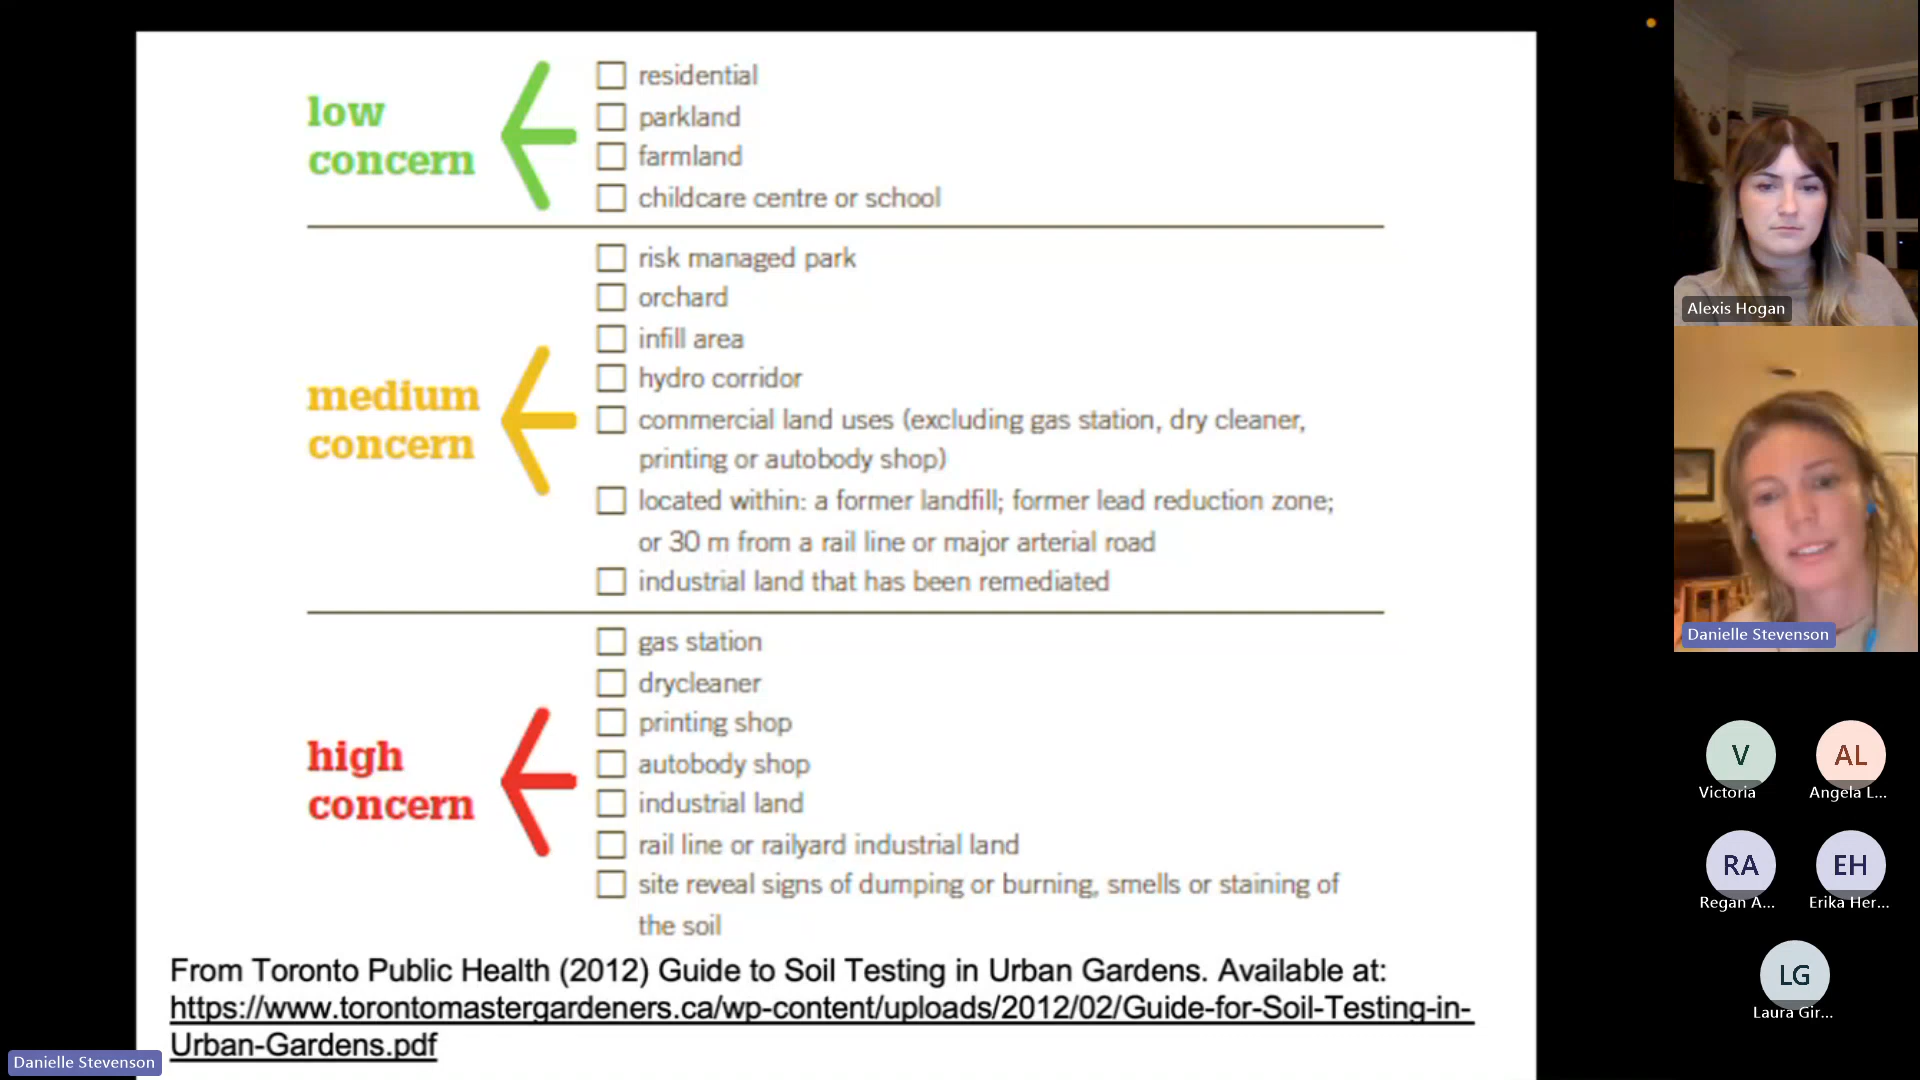 low
concern
residential
parkland
farmland
childcare centre or school
medium
concern
risk managed park
orchard
infill area
hydro corridor
commercial land uses (excluding gas station, dry cleaner,
printing or autobody shop)
located within: a former landfill; former lead reduction zone;
or 30 m from a rail line or major arterial road
industrial land that has been remediated
high
concern
gas station
drycleaner
printing shop
autobody shop
industrial land
rail line or railyard industrial land
site reveal signs of dumping or burning, smells or staining of
the soil
From Toronto Public Health (2012) Guide to Soil Testing in Urban Gardens. Available at:
https://www.torontomastergardeners.ca/wp-content/uploads/2012/02/Guide-for-Soil-Testing-in-
Urban-Gardens.pdf
Danielle Stevenson
Alexis Hogan
Danielle Stevenson
V
Victoria
AL
Angela L...
RA
Regan A...
EH
Erika Her...
LG
Laura Gir...